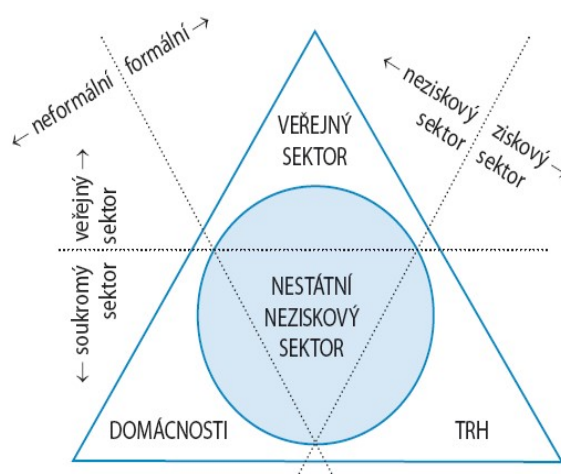 ← neformální formální →
← neziskový ziskový
sektor sektor →
VEŘEJNÝ
SEKTOR
← soukromý veřejný →
sektor sektor
NESTÁTNÍ
NEZISKOVÝ
SEKTOR
DOMÁCNOSTI
TRH